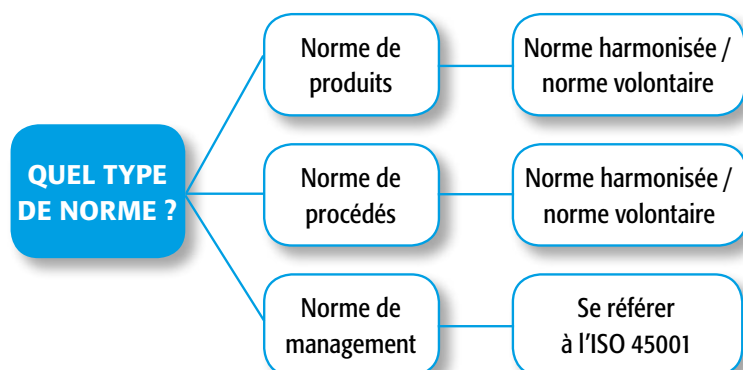 QUEL TYPE
DE NORME ?
Norme de
produits
Norme harmonisée /
norme volontaire
Norme de
procédés
Norme harmonisée /
norme volontaire
Norme de
management
Se référer
à l'ISO 45001